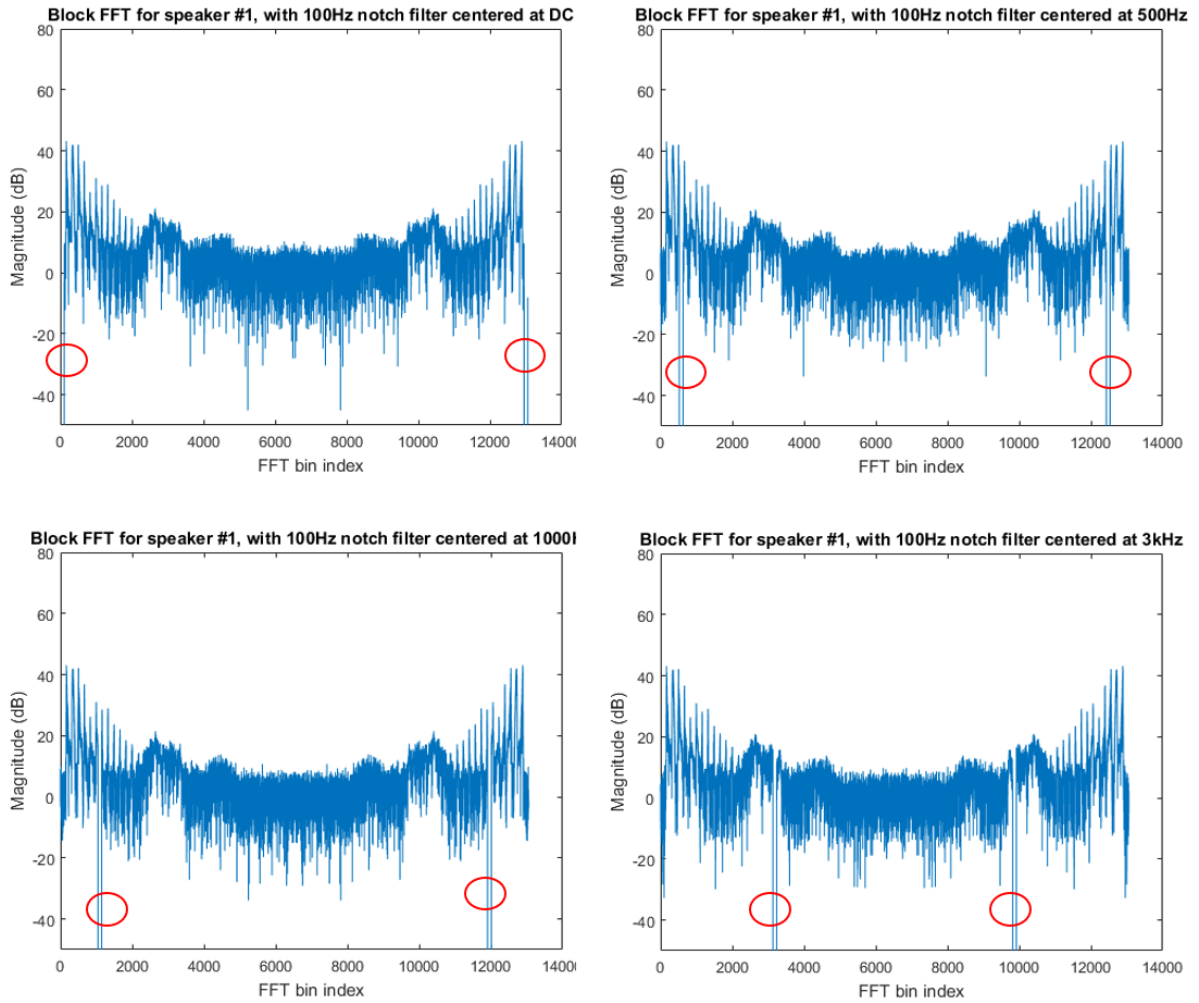 Block FFT for speaker #1, with 100Hz notch filter centered at DC
80
60
40
20
0
-20
-40
Magnitude (dB)
0 2000 4000 6000 8000 10000 12000 1400(
FFT bin index
Block FFT for speaker #1, with 100Hz notch filter centered at 500Hz
80
60
40
20
0
-20
-40
Magnitude (dB)
0 2000 4000 6000 8000 10000 12000 14000
FFT bin index
Block FFT for speaker #1, with 100Hz notch filter centered at 1000H
80
60
40
20
0
-20
-40
Magnitude (dB)
0 2000 4000 6000 8000 10000 12000 1400(
FFT bin index
Block FFT for speaker #1, with 100Hz notch filter centered at 3kHz
80
60
40
20
0
-20
-40
Magnitude (dB)
0 2000 4000 6000 8000 10000 12000 14000
FFT bin index